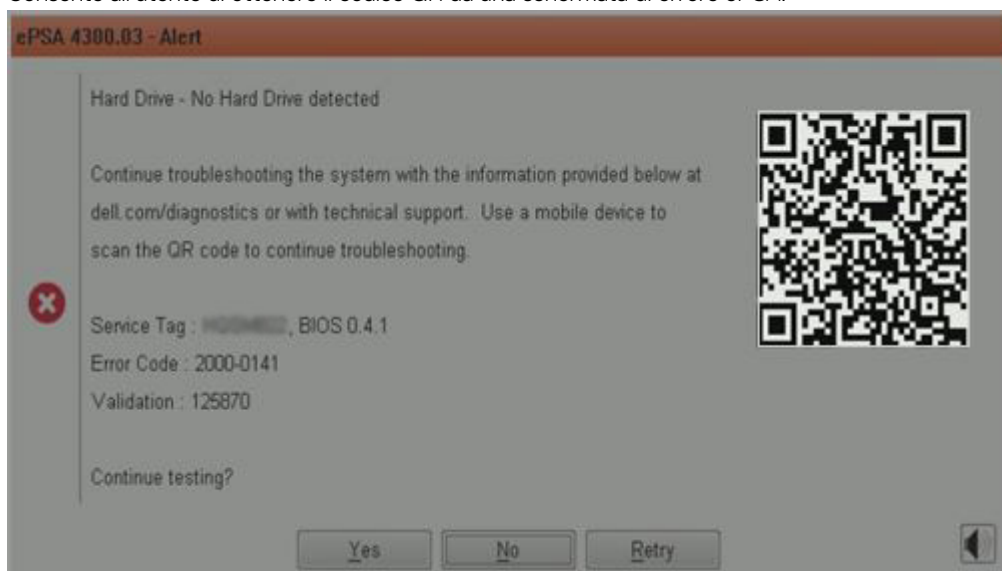 ePSA 4300.03 - Alert
Hard Drive - No Hard Drive detected
Continue troubleshooting the system with the information provided below at
dell.com/diagnostics or with technical support. Use a mobile device to
scan the QR code to continue troubleshooting.
Service Tag : , BIOS 0.4.1
Error Code : 2000-0141
Validation : 125870
Continue testing?
Yes
No
Retry